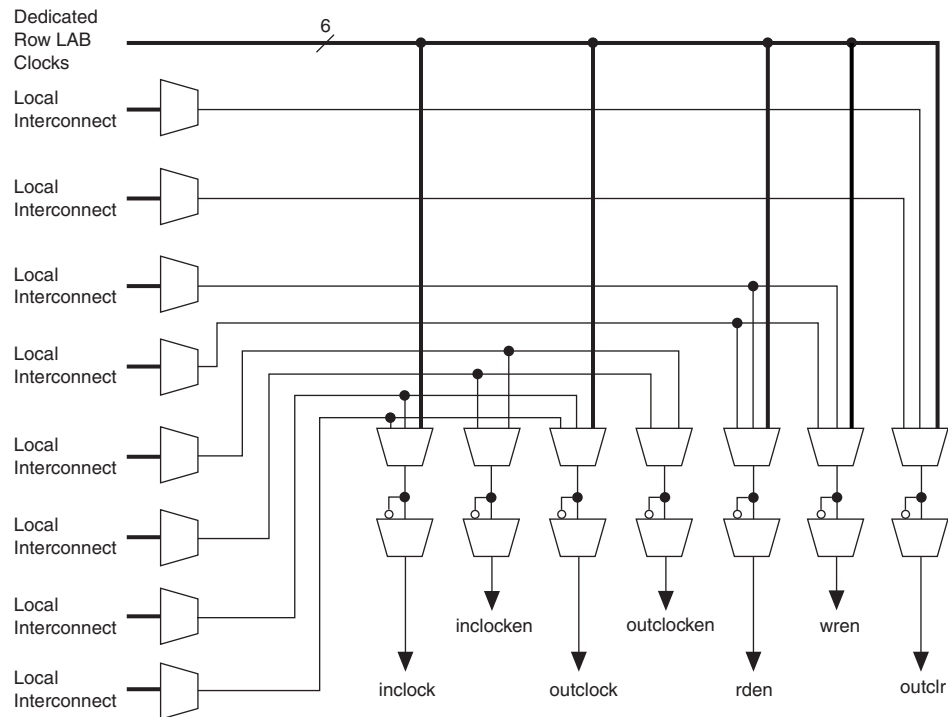 Dedicated
Row LAB
Clocks
6
Local
Interconnect
Local
Interconnect
Local
Interconnect
Local
Interconnect
Local
Interconnect
Local
Interconnect
Local
Interconnect
Local
Interconnect
inclocken
outclocken
wren
inclock
outclock
rden
outclr